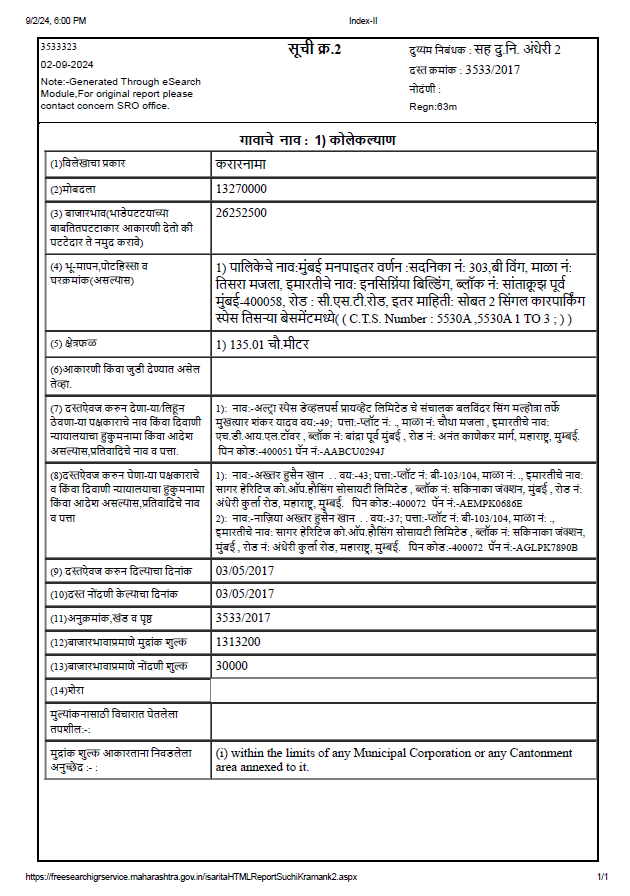 9/2/24, 6:00 PM
Index-II
3533323
02-09-2024
Note:-Generated Through eSearch
Module,For original report please
contact concern SRO office.
सूची क्र.2
दुय्यम निबंधक : सह दु.नि. अंधेरी 2
दस्त क्रमांक : 3533/2017
नोदंणी :
Regn:63m
गावाचे नाव : 1) कोलेकल्याण
(1)विलेखाचा प्रकार
करारनामा
(2)मोबदला
13270000
(3) बाजारभाव(भाडेपटटयाच्या
बाबतितपटटाकार आकारणी देतो की
पटटेदार ते नमुद करावे)
26252500
(4) भू-मापन,पोटहिस्सा व
घरक्रमांक(असल्यास)
1) पालिकेचे नाव:मुंबई मनपाइतर वर्णन :सदनिका नं: 303,बी विंग, माळा नं:
तिसरा मजला, इमारतीचे नाव: इनसिग्निया बिल्डिंग, ब्लॉक नं: सांताक्रूझ पूर्व
मुंबई-400058, रोड : सी.एस.टी.रोड, इतर माहिती: सोबत 2 सिंगल कारपार्किंग
स्पेस तिसऱ्या बेसमेंटमध्ये( ( C.T.S. Number : 5530A ,5530A 1 TO 3 ; ) )
(5) क्षेत्रफळ
1) 135.01 चौ.मीटर
(6)आकारणी किंवा जुडी देण्यात असेल
तेव्हा.
(7) दस्तऐवज करुन देणा-या/लिहून
ठेवणा-या पक्षकाराचे नाव किंवा दिवाणी
न्यायालयाचा हुकुमनामा किंवा आदेश
असल्यास,प्रतिवादिचे नाव व पत्ता.
1): नाव:-अल्ट्रा स्पेस डेव्हलपर्स प्रायव्हेट लिमिटेड चे संचालक बलविंदर सिंग मल्होत्रा तर्फे
मुखत्यार शंकर यादव वय:-49; पत्ता:-प्लॉट नं: ., माळा नं: चौथा मजला , इमारतीचे नाव:
एच.डी.आय.एल.टॉवर , ब्लॉक नं: बांद्रा पूर्व मुंबई , रोड नं: अनंत काणेकर मार्ग, महाराष्ट्र, मुम्बई.
पिन कोड:-400051 पॅन नं:-AABCU0294J
(8)दस्तऐवज करुन घेणा-या पक्षकाराचे
व किंवा दिवाणी न्यायालयाचा हुकुमनामा
किंवा आदेश असल्यास,प्रतिवादिचे नाव
व पत्ता
1): नाव:-अख्तर हुसैन खान . . वय:-43; पत्ता:-प्लॉट नं: बी-103/104, माळा नं: ., इमारतीचे नाव:
सागर हेरिटेज को.ऑप.हौसिंग सोसायटी लिमिटेड , ब्लॉक नं: सकिनाका जंक्शन, मुंबई , रोड नं:
अंधेरी कुर्ला रोड, महाराष्ट्र, मुम्बई. पिन कोड:-400072 पॅन नं:-AEMPK0686E
2): नाव:-नाज़िया अख्तर हुसैन खान . . वय:-37; पत्ता:-प्लॉट नं: बी-103/104, माळा नं: .,
इमारतीचे नाव: सागर हेरिटेज को.ऑप.हौसिंग सोसायटी लिमिटेड , ब्लॉक नं: सकिनाका जंक्शन,
मुंबई , रोड नं: अंधेरी कुर्ला रोड, महाराष्ट्र, मुम्बई. पिन कोड:-400072 पॅन नं:-AGLPK7890B
(9) दस्तऐवज करुन दिल्याचा दिनांक
03/05/2017
(10)दस्त नोंदणी केल्याचा दिनांक
03/05/2017
(11)अनुक्रमांक,खंड व पृष्ठ
3533/2017
(12)बाजारभावाप्रमाणे मुद्रांक शुल्क
1313200
(13)बाजारभावाप्रमाणे नोंदणी शुल्क
30000
(14)शेरा
मुल्यांकनासाठी विचारात घेतलेला
तपशील:-:
मुद्रांक शुल्क आकारताना निवडलेला
अनुच्छेद :- :
(i) within the limits of any Municipal Corporation or any Cantonment
area annexed to it.
https://freesearchigrservice.maharashtra.gov.in/isaritaHTMLReportSuchiKramank2.aspx
1/1